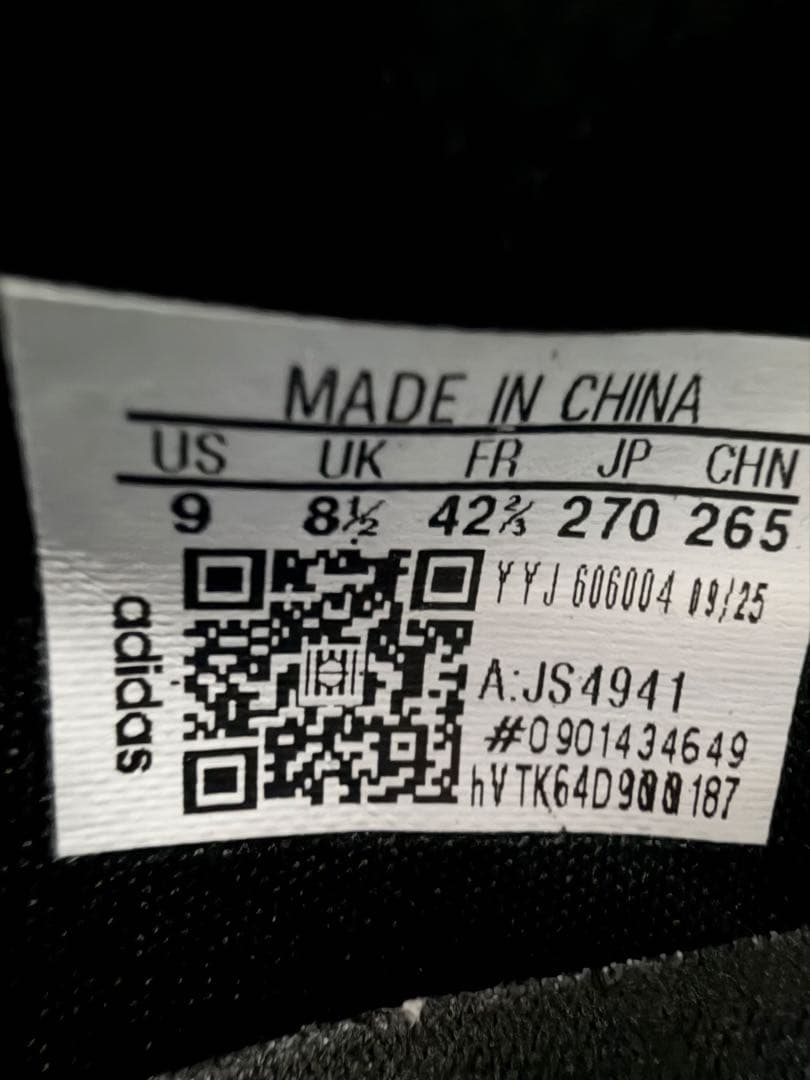 MADE IN CHINA
US UK FR JP CHN
9 8½ 42⅔ 270 265
YYJ 606004 09/25
adidas
A:JS4941
#0901434649
hVTK64D900187